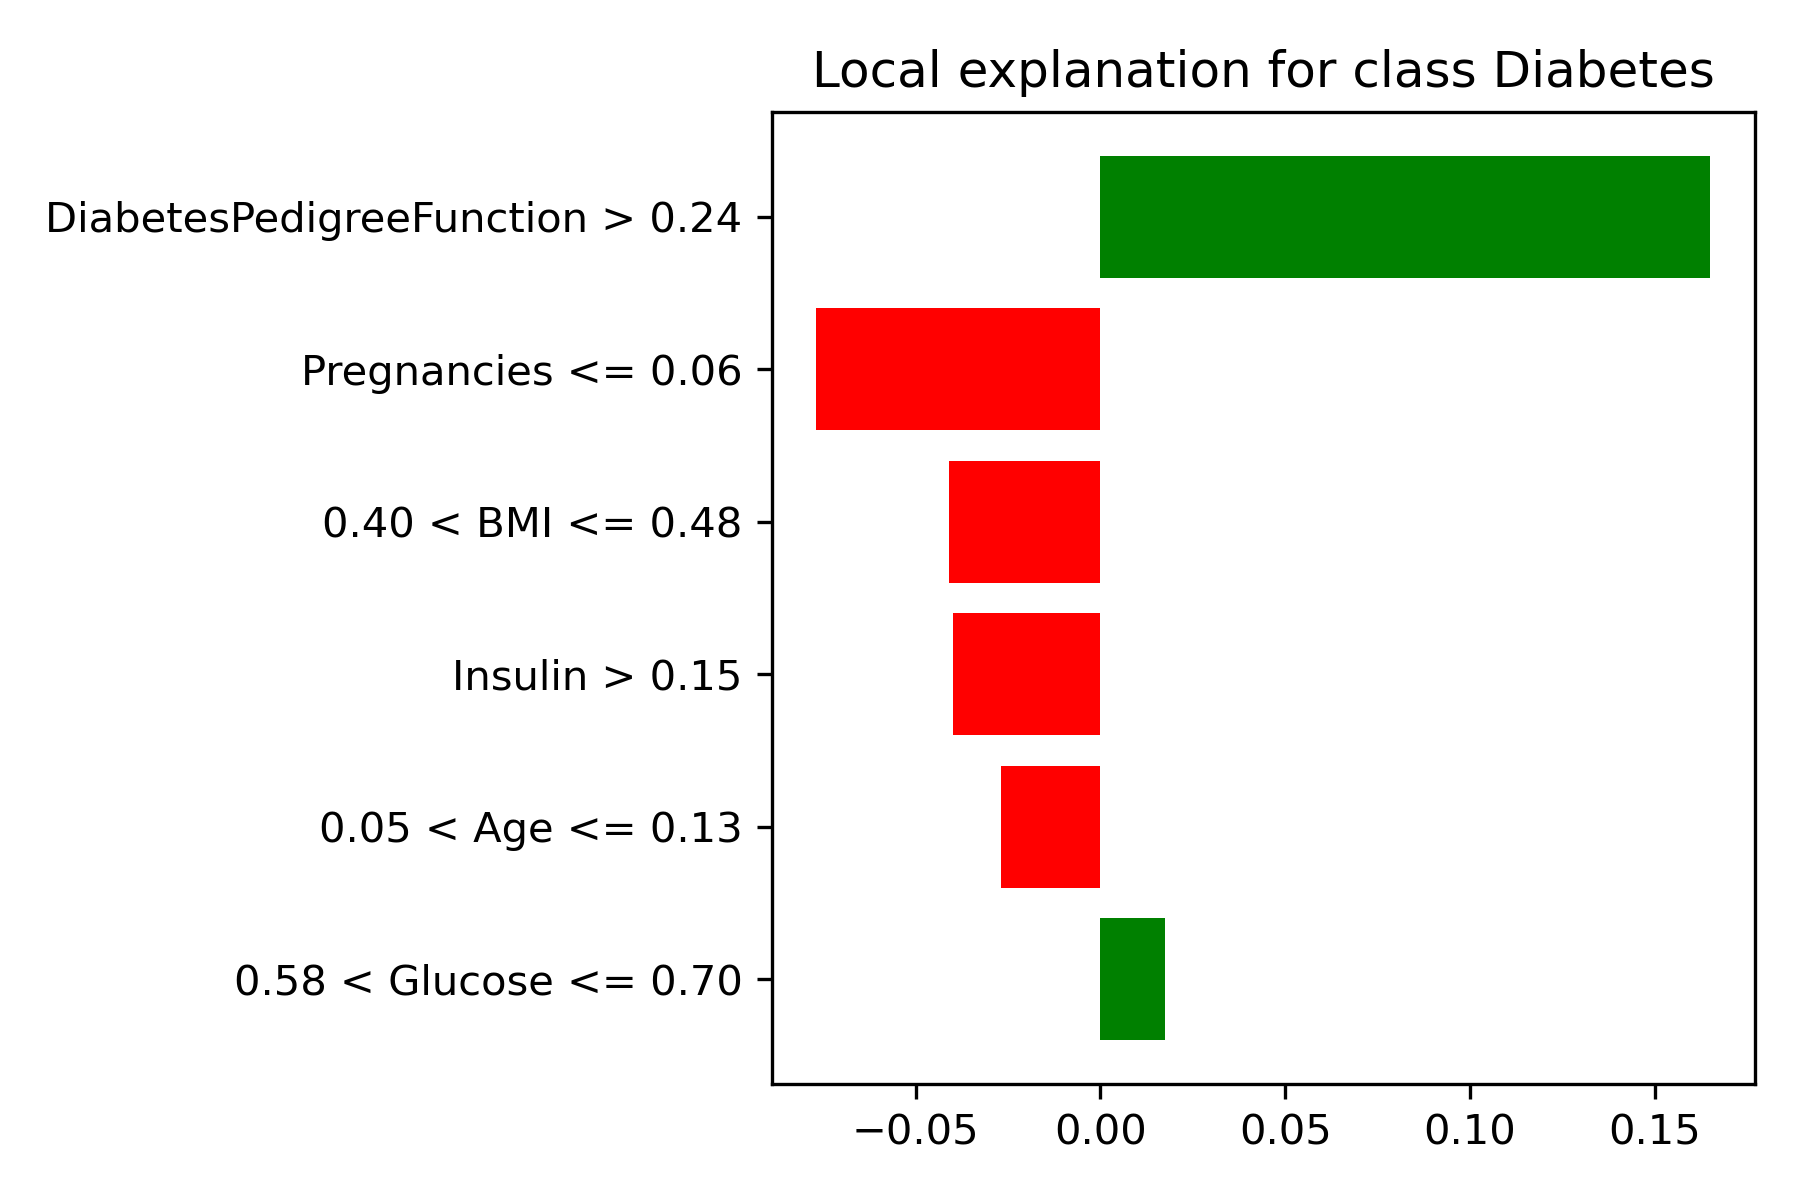 Local explanation for class Diabetes
DiabetesPedigreeFunction > 0.24
Pregnancies <= 0.06
0.40 < BMI <= 0.48
Insulin > 0.15
0.05 < Age <= 0.13
0.58 < Glucose <= 0.70
−0.05 0.00 0.05 0.10 0.15